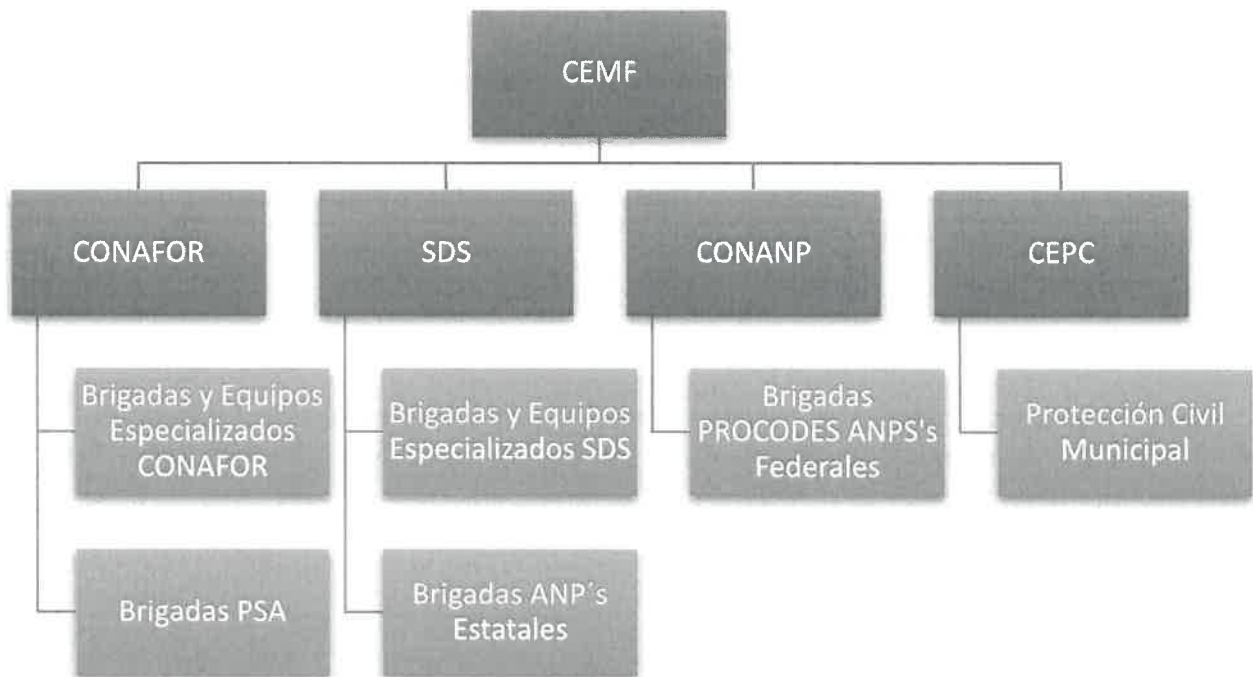 CEMF
CONAFOR
SDS
CONANP
CEPC
Brigadas y Equipos
Especializados
CONAFOR
Brigadas y Equipos
Especializados SDS
Brigadas
PROCODES ANPS's
Federales
Protección Civil
Municipal
Brigadas PSA
Brigadas ANP´s
Estatales